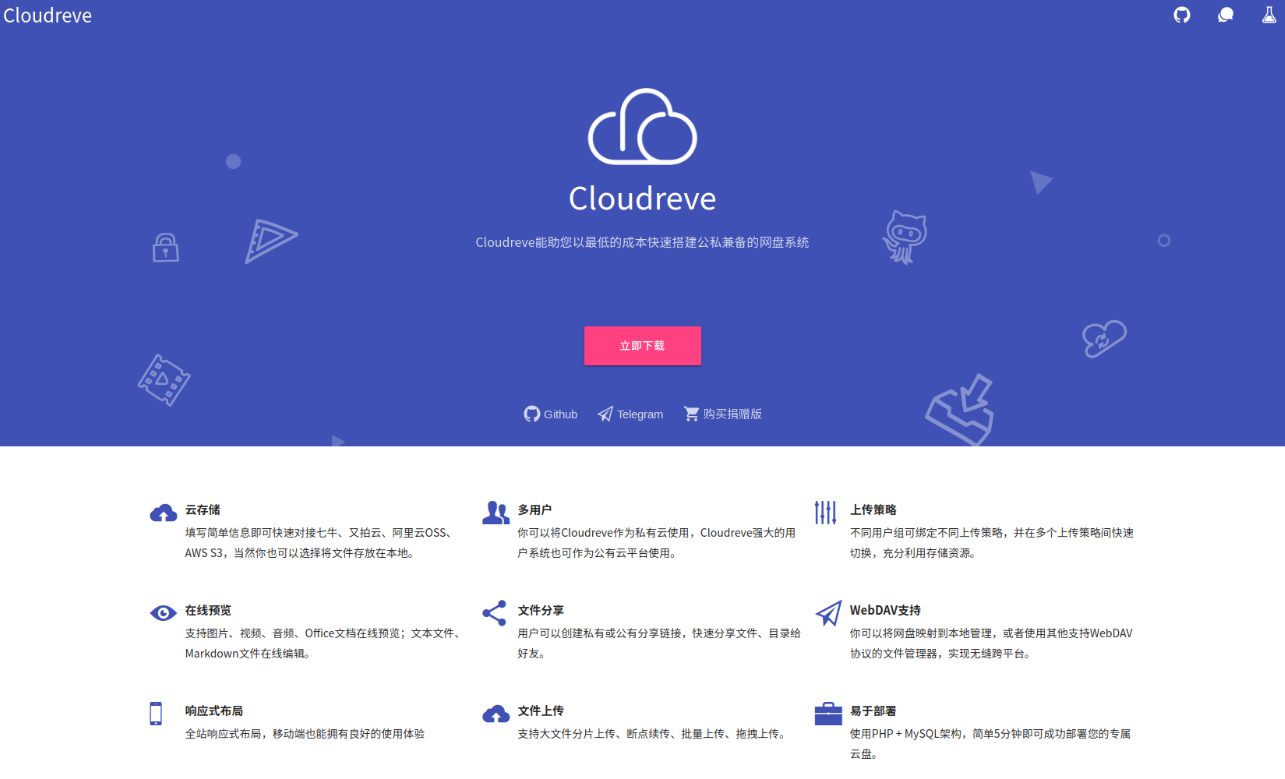 Cloudreve
Cloudreve
Cloudreve能助您以最低的成本快速搭建公私兼备的网盘系统
立即下载
Github
Telegram
购买捐赠版
云存储
填写简单信息即可快速对接七牛、又拍云、阿里云OSS、
AWS S3，当然你也可以选择将文件存放在本地。
多用户
你可以将Cloudreve作为私有云使用，Cloudreve强大的用
户系统也可作为公有云平台使用。
上传策略
不同用户组可绑定不同上传策略，并在多个上传策略间快速
切换，充分利用存储资源。
在线预览
支持图片、视频、音频、Office文档在线预览；文本文件、
Markdown文件在线编辑。
文件分享
用户可以创建私有或公有分享链接，快速分享文件、目录给
好友。
WebDAV支持
你可以将网盘映射到本地管理，或者使用其他支持WebDAV
协议的文件管理器，实现无缝跨平台。
响应式布局
全站响应式布局，移动端也能拥有良好的使用体验
文件上传
支持大文件分片上传、断点续传、批量上传、拖拽上传。
易于部署
使用PHP + MySQL架构，简单5分钟即可成功部署您的专属
云盘。